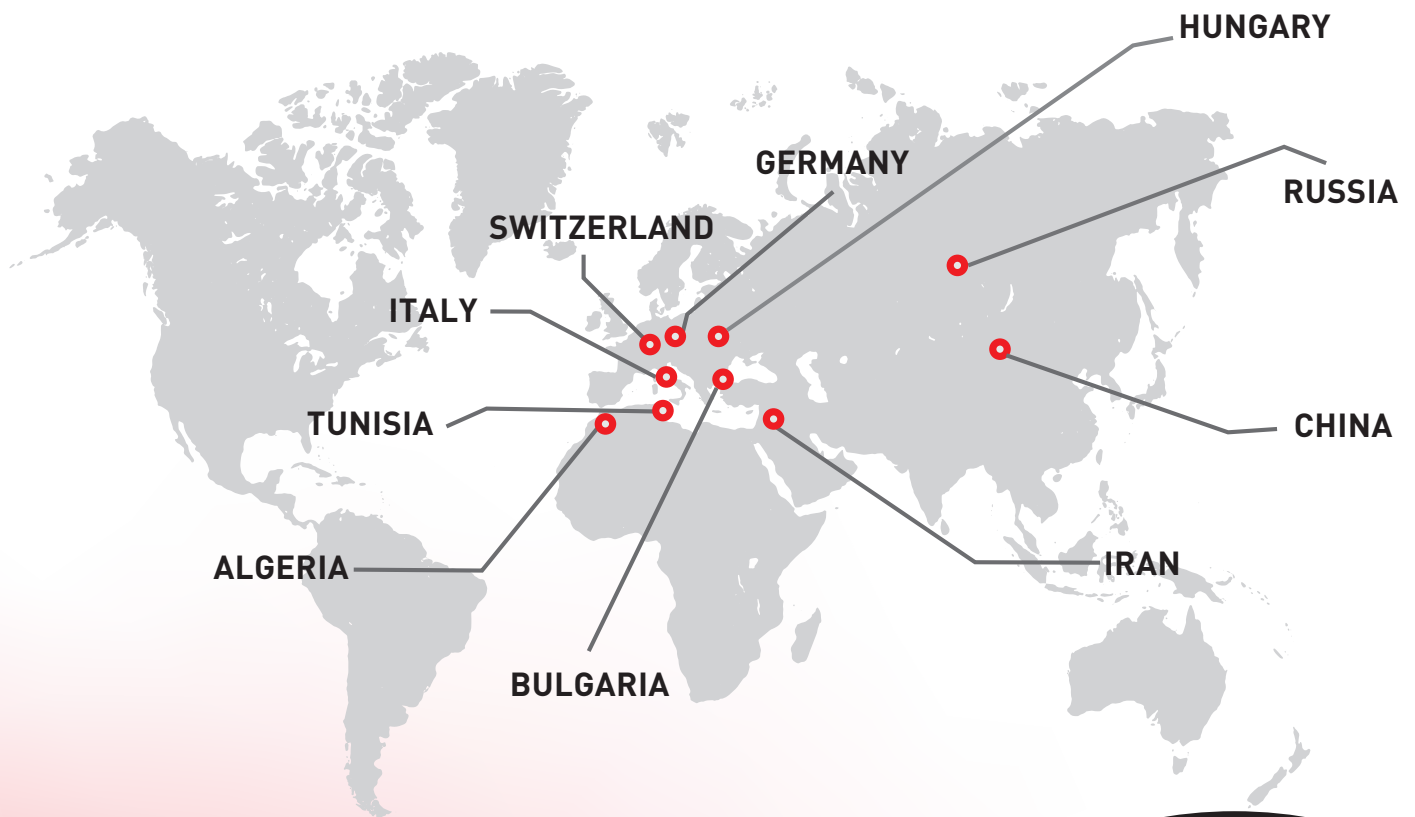 HUNGARY
GERMANY
RUSSIA
SWITZERLAND
ITALY
TUNISIA
CHINA
ALGERIA
IRAN
BULGARIA